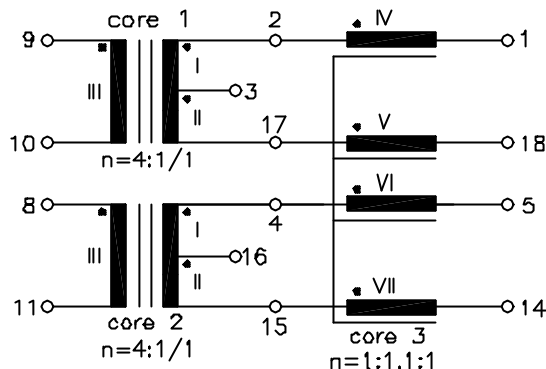 core 1
2
IV
9
1
I
III
3
II
17
V
10
18
n=4:1/1
VI
8
5
I
4
III
16
II
VII
11
14
core 2
15
core 3
n=4:1/1
n=1:1,1:1